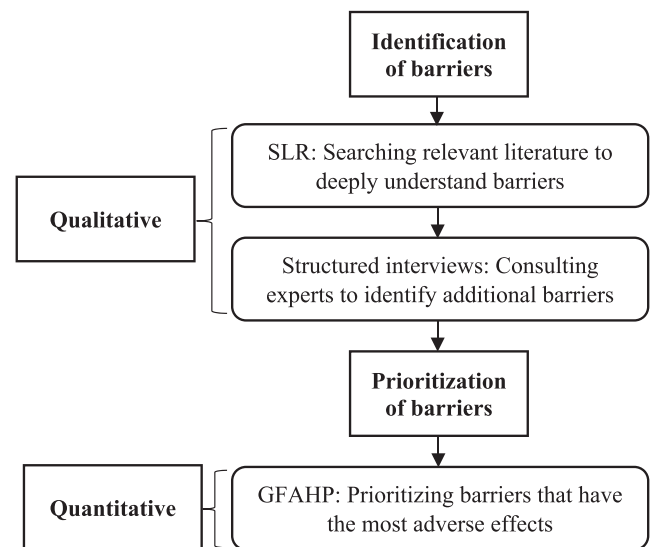 Identification
of barriers
SLR: Searching relevant literature to
deeply understand barriers
Qualitative
Structured interviews: Consulting
experts to identify additional barriers
Prioritization
of barriers
Quantitative
GFAHP: Prioritizing barriers that have
the most adverse effects